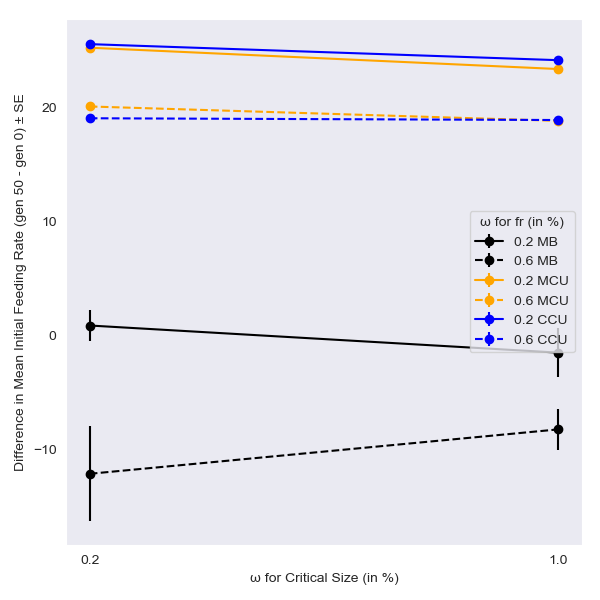 Difference in Mean Initial Feeding Rate (gen 50 - gen 0) ± SE
20
10
0
−10
ω for fr (in %)
0.2 MB
0.6 MB
0.2 MCU
0.6 MCU
0.2 CCU
0.6 CCU
0.2
1.0
ω for Critical Size (in %)